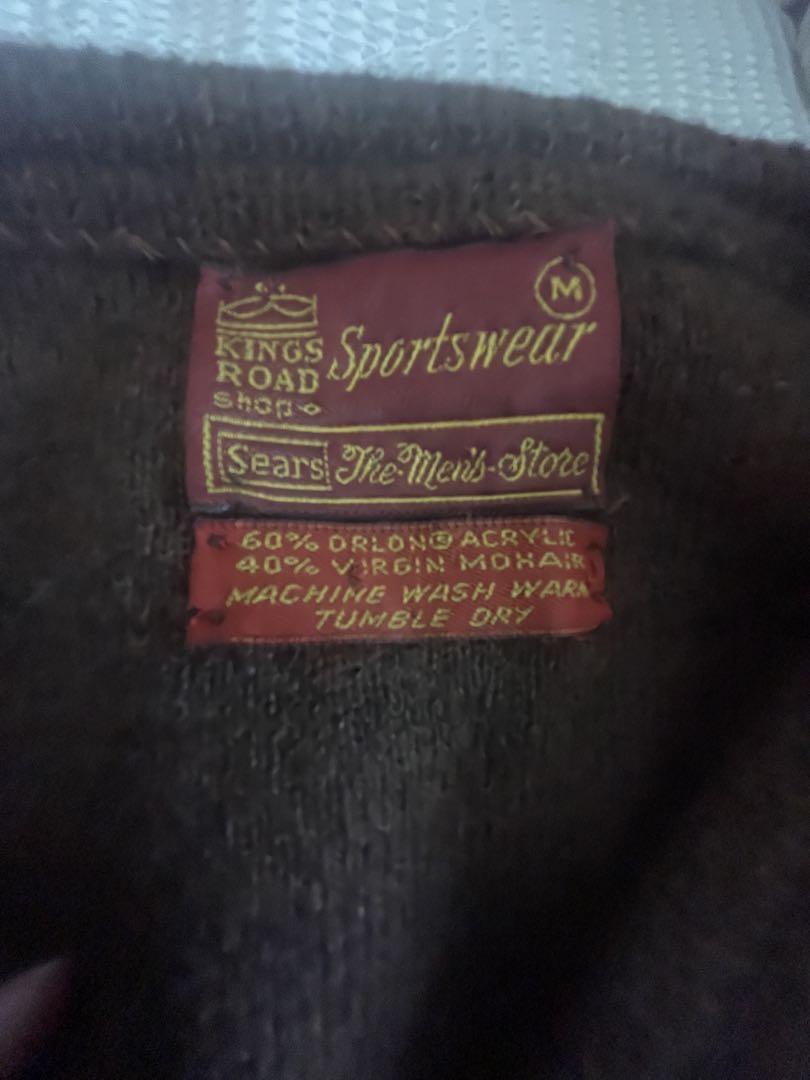 M
KINGS ROAD Shop
Sportswear
Sears The-Men's-Store
60% ORLON® ACRYLIC
40% VIRGIN MOHAIR
MACHINE WASH WARM
TUMBLE DRY